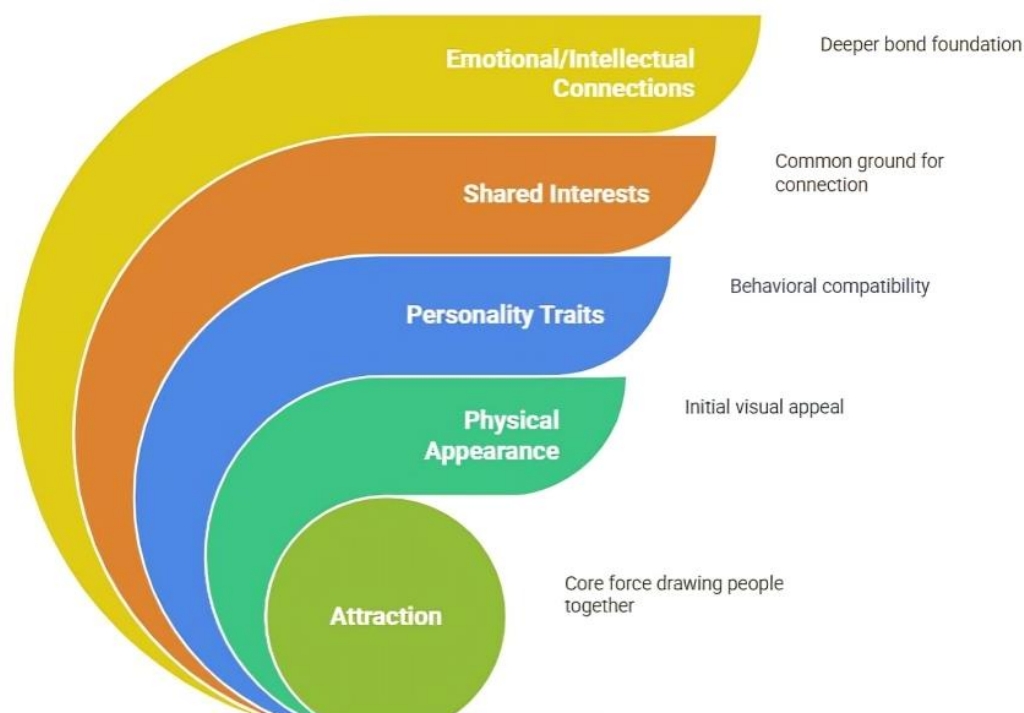 Emotional/Intellectual
Connections
Deeper bond foundation
Shared Interests
Common ground for
connection
Personality Traits
Behavioral compatibility
Physical
Appearance
Initial visual appeal
Attraction
Core force drawing people
together